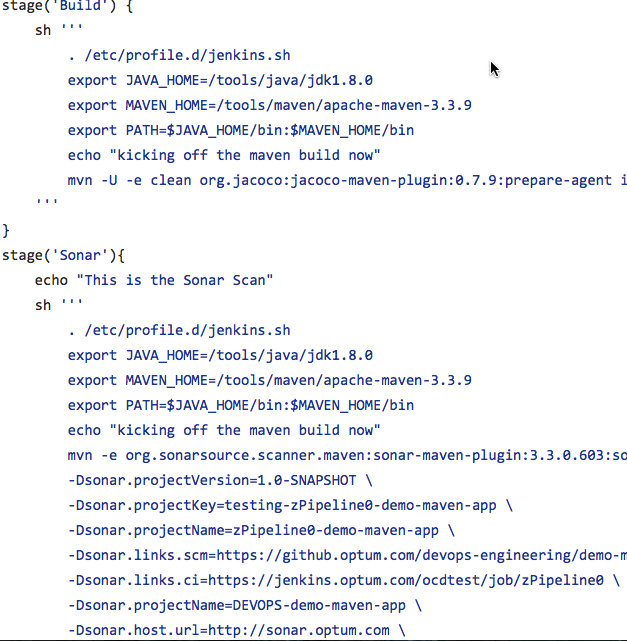 stage('Build') {
sh '''
. /etc/profile.d/jenkins.sh
export JAVA_HOME=/tools/java/jdk1.8.0
export MAVEN_HOME=/tools/maven/apache-maven-3.3.9
export PATH=$JAVA_HOME/bin:$MAVEN_HOME/bin
echo "kicking off the maven build now"
mvn -U -e clean org.jacoco:jacoco-maven-plugin:0.7.9:prepare-agent i
'''
}
stage('Sonar'){
echo "This is the Sonar Scan"
sh '''
. /etc/profile.d/jenkins.sh
export JAVA_HOME=/tools/java/jdk1.8.0
export MAVEN_HOME=/tools/maven/apache-maven-3.3.9
export PATH=$JAVA_HOME/bin:$MAVEN_HOME/bin
echo "kicking off the maven build now"
mvn -e org.sonarsource.scanner.maven:sonar-maven-plugin:3.3.0.603:so
-Dsonar.projectVersion=1.0-SNAPSHOT \
-Dsonar.projectKey=testing-zPipeline0-demo-maven-app \
-Dsonar.projectName=zPipeline0-demo-maven-app \
-Dsonar.links.scm=https://github.optum.com/devops-engineering/demo-m
-Dsonar.links.ci=https://jenkins.optum.com/ocdtest/job/zPipeline0 \
-Dsonar.projectName=DEVOPS-demo-maven-app \
-Dsonar.host.url=http://sonar.optum.com \